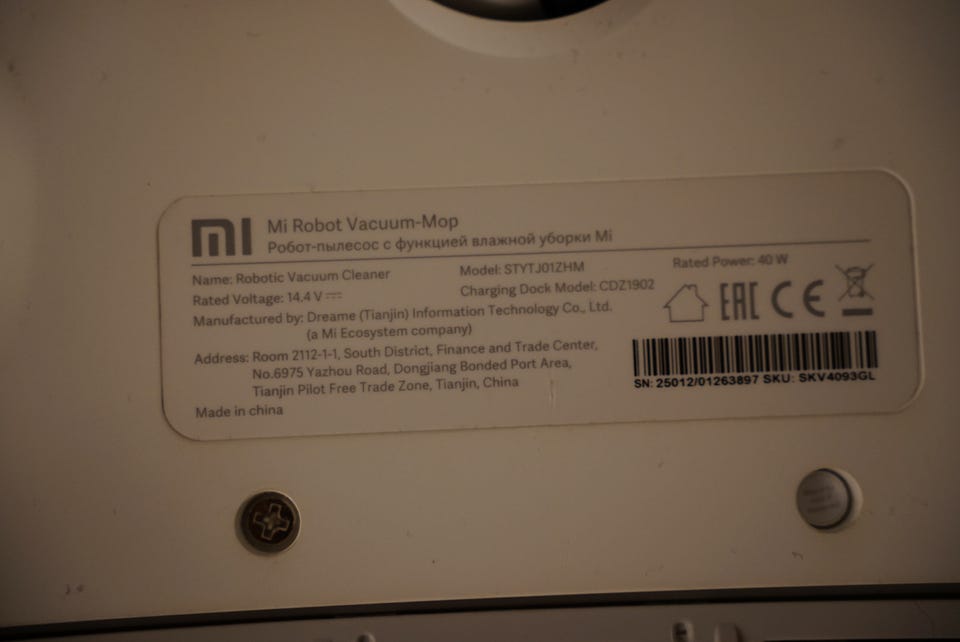 mi Mi Robot Vacuum-Mop
Робот-пылесос с функцией влажной уборки Mi
Name: Robotic Vacuum Cleaner
Rated Voltage: 14.4 V ⎓
Model: STYTJ01ZHM
Charging Dock Model: CDZ1902
Rated Power: 40 W
Manufactured by: Dreame (Tianjin) Information Technology Co., Ltd.
(a Mi Ecosystem company)
Address: Room 2112-1-1, South District, Finance and Trade Center,
No.6975 Yazhou Road, Dongjiang Bonded Port Area,
Tianjin Pilot Free Trade Zone, Tianjin, China
Made in china
EAC CE
SN: 25012/01263897 SKU: SKV4093GL